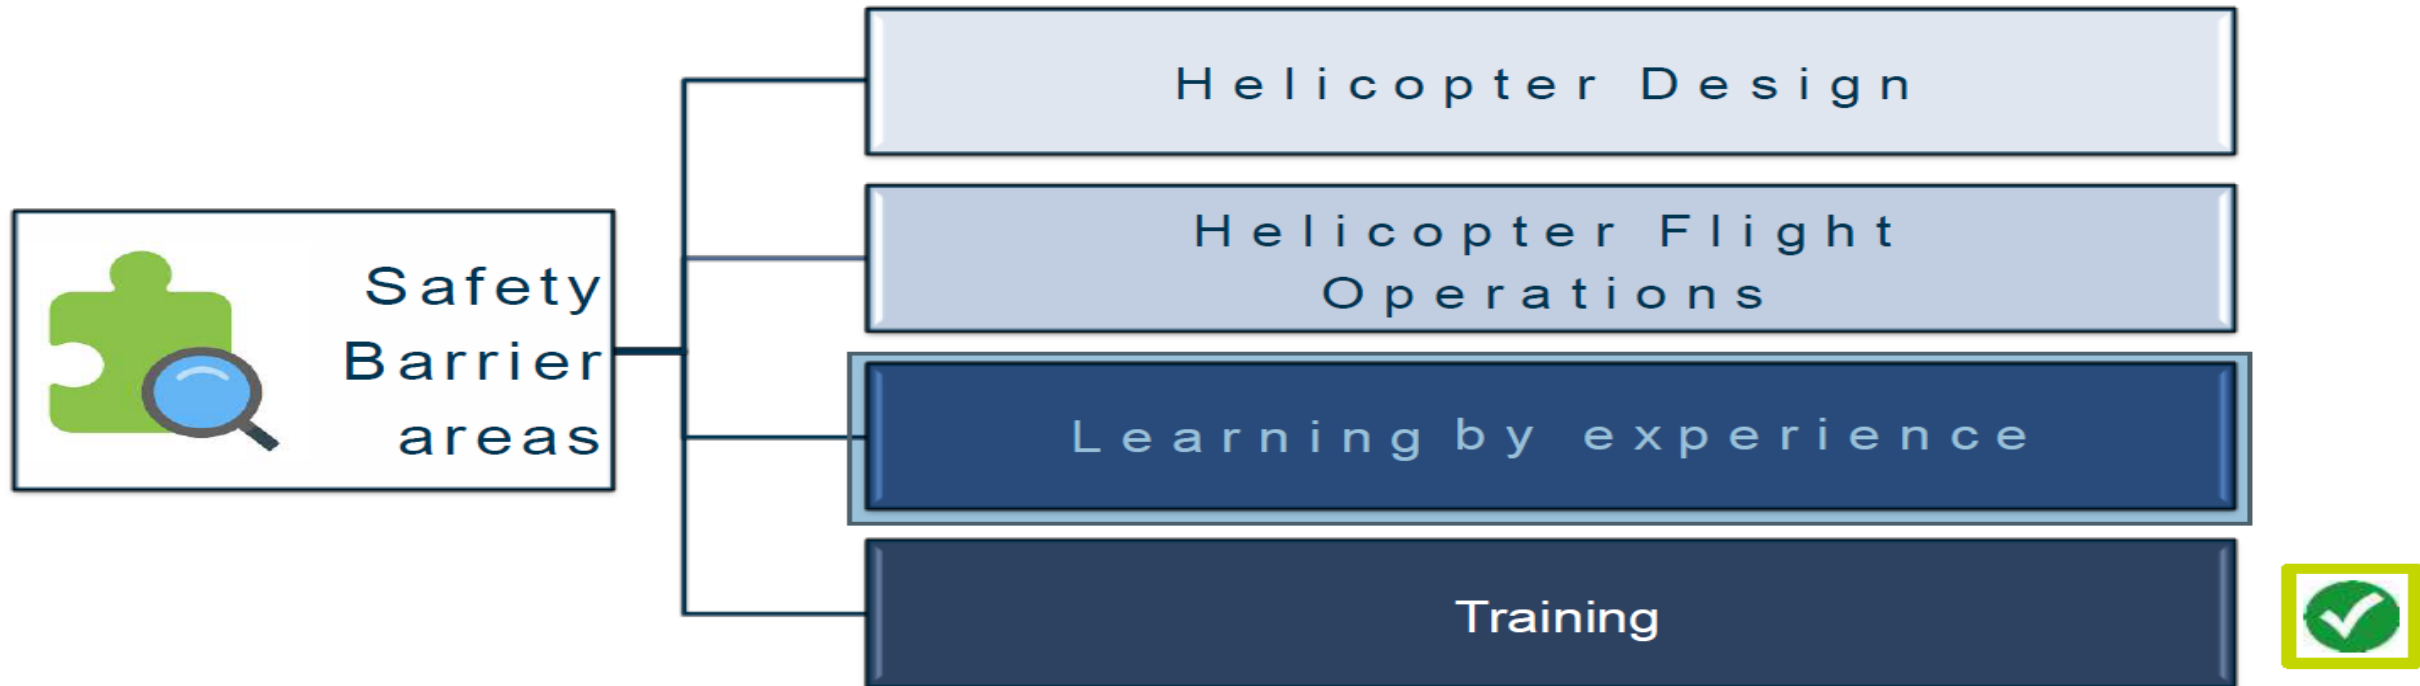 Safety
Barrier
areas
Helicopter Design
Helicopter Flight
Operations
Learning by experience
Training